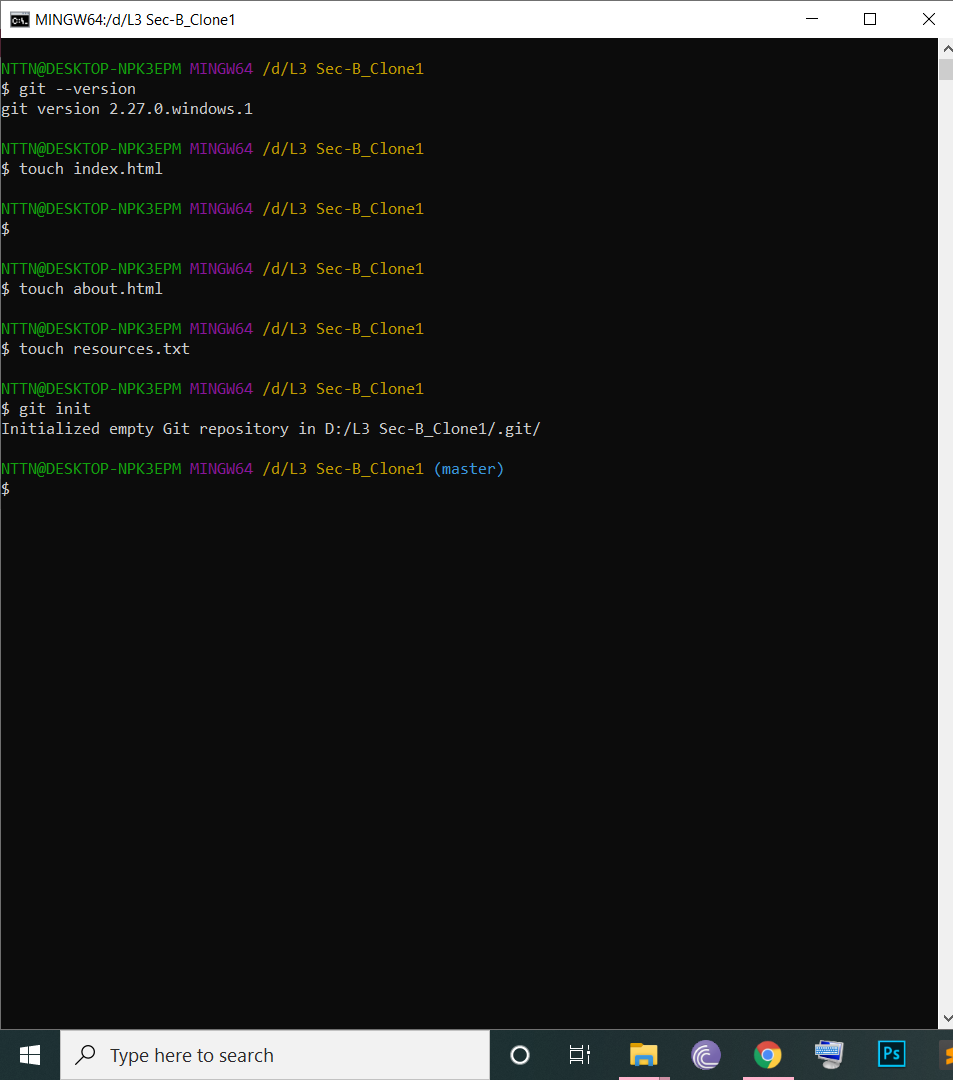 MINGW64:/d/L3 Sec-B_Clone1
NTTN@DESKTOP-NPK3EPM MINGW64 /d/L3 Sec-B_Clone1
$ git --version
git version 2.27.0.windows.1
NTTN@DESKTOP-NPK3EPM MINGW64 /d/L3 Sec-B_Clone1
$ touch index.html
NTTN@DESKTOP-NPK3EPM MINGW64 /d/L3 Sec-B_Clone1
$
NTTN@DESKTOP-NPK3EPM MINGW64 /d/L3 Sec-B_Clone1
$ touch about.html
NTTN@DESKTOP-NPK3EPM MINGW64 /d/L3 Sec-B_Clone1
$ touch resources.txt
NTTN@DESKTOP-NPK3EPM MINGW64 /d/L3 Sec-B_Clone1
$ git init
Initialized empty Git repository in D:/L3 Sec-B_Clone1/.git/
NTTN@DESKTOP-NPK3EPM MINGW64 /d/L3 Sec-B_Clone1 (master)
$
Type here to search
Ps